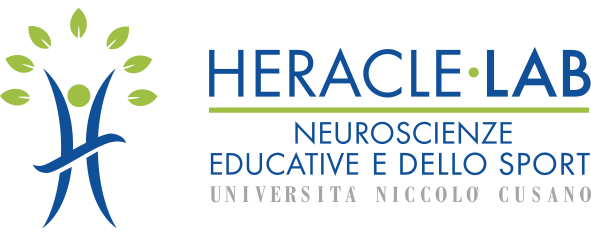 HERACLE·LAB
NEUROSCIENZE
EDUCATIVE E DELLO SPORT
UNIVERSITÀ NICCOLÒ CUSANO